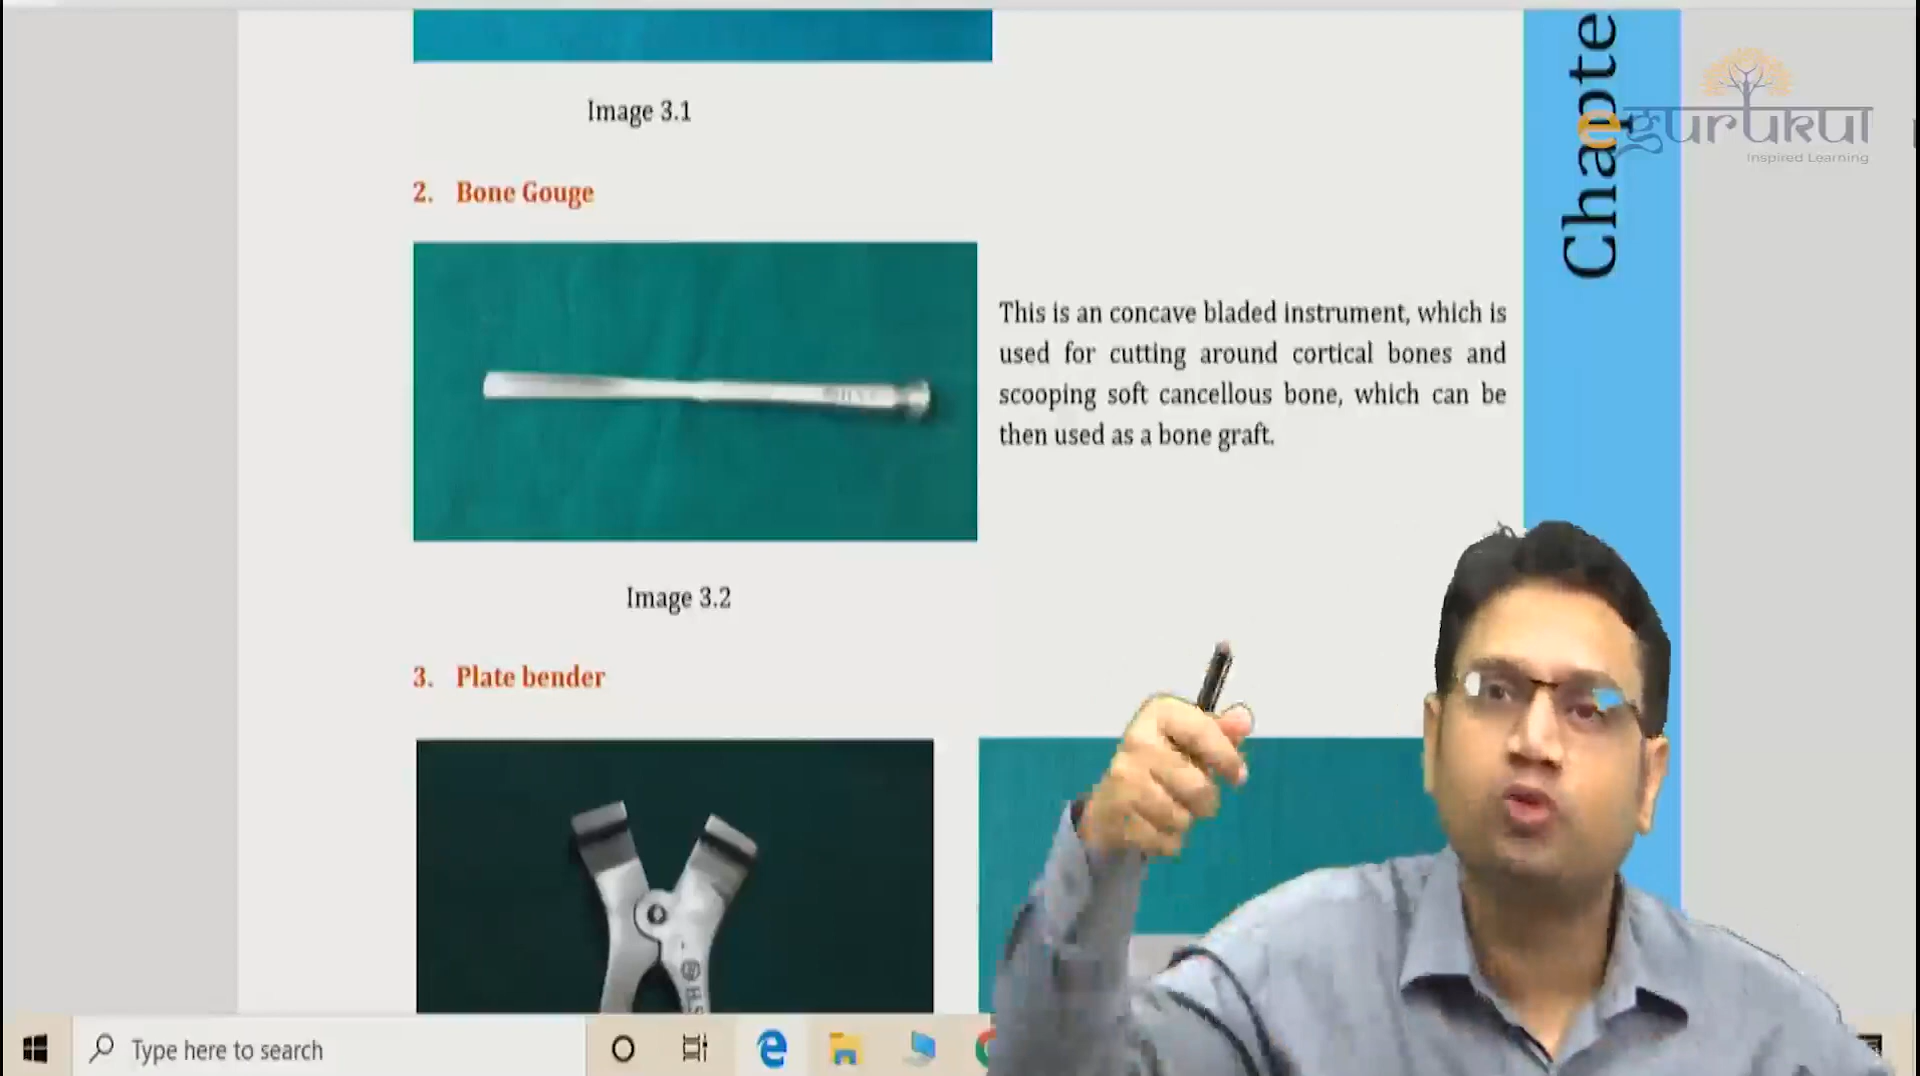 Image 3.1
Chapte
egurukul
Inspired Learning
2. Bone Gouge
This is an concave bladed instrument, which is
used for cutting around cortical bones and
scooping soft cancellous bone, which can be
then used as a bone graft.
Image 3.2
3. Plate bender
Type here to search